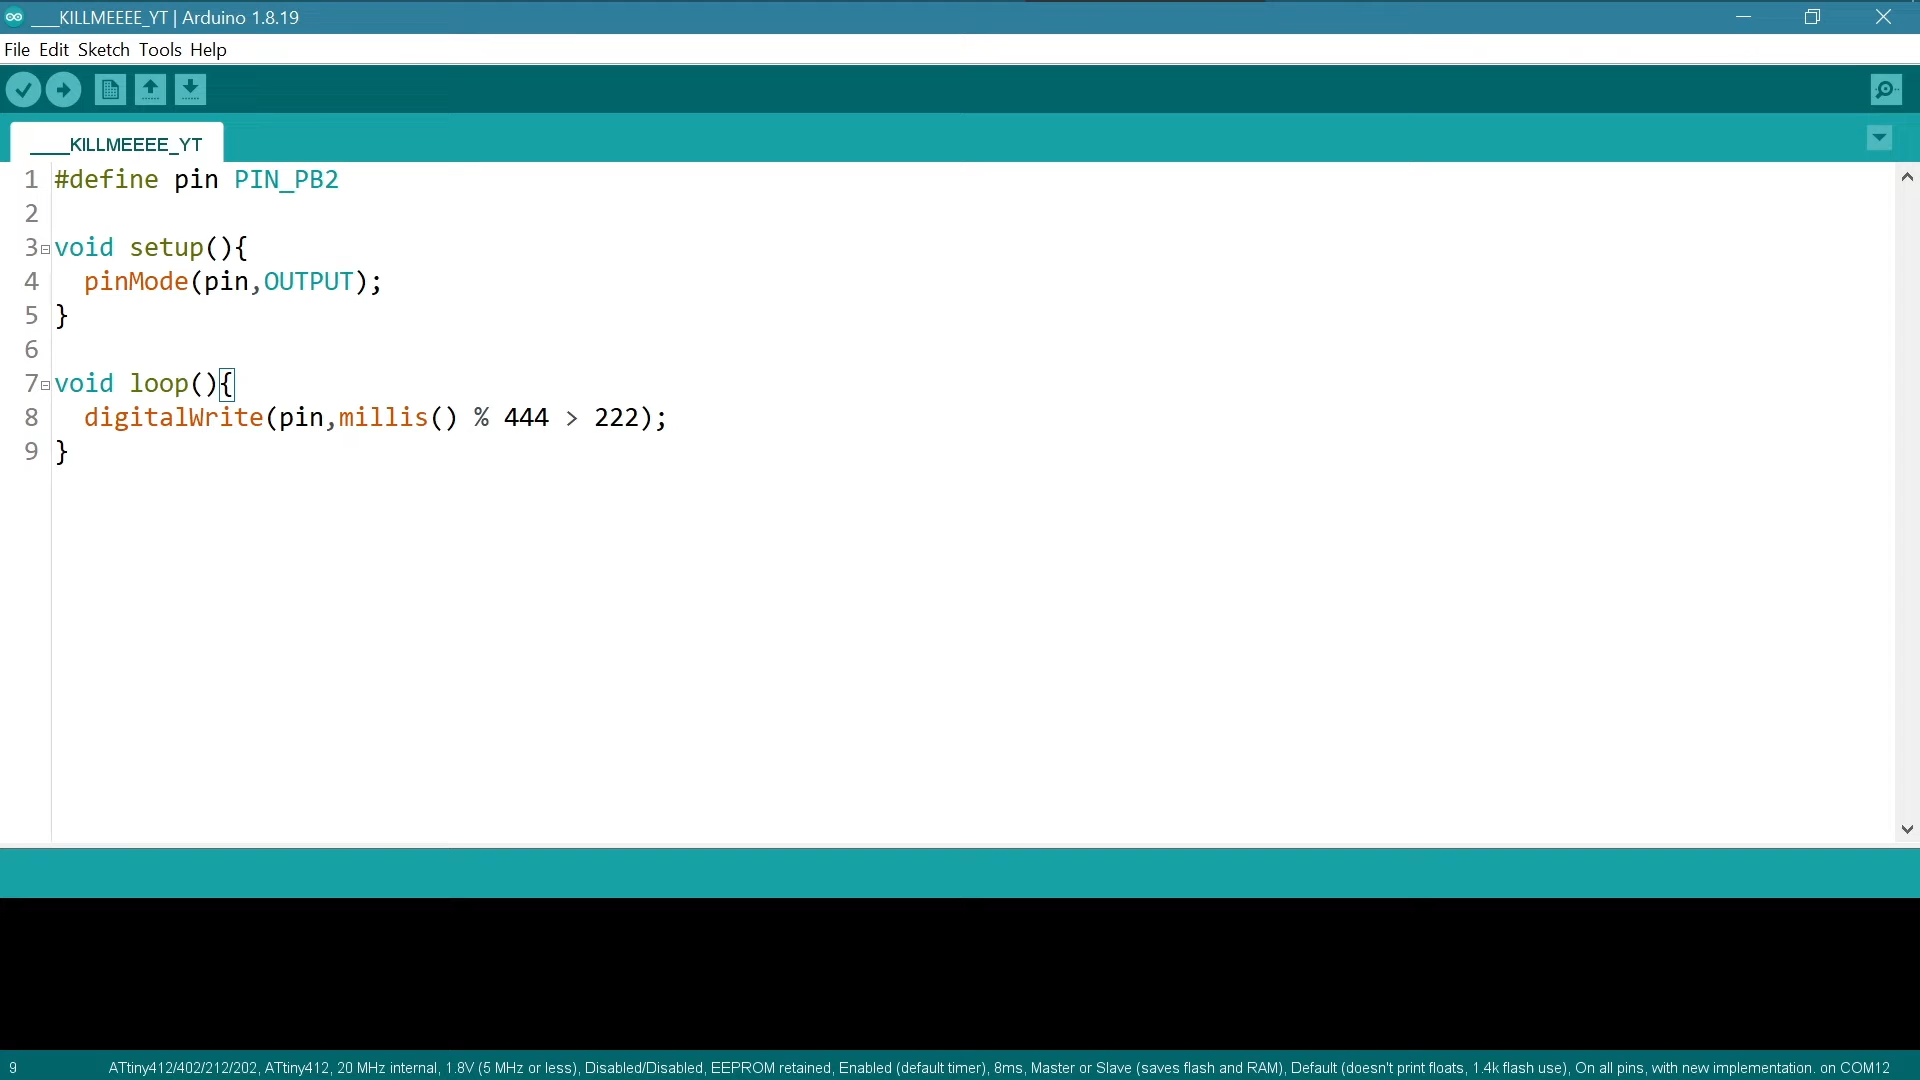 ___KILLMEEEE_YT | Arduino 1.8.19
File Edit Sketch Tools Help
____KILLMEEEE_YT
1 #define pin PIN_PB2
2
3 void setup(){
4   pinMode(pin,OUTPUT);
5 }
6
7 void loop(){
8   digitalWrite(pin,millis() % 444 > 222);
9 }
9 ATtiny412/402/212/202, ATtiny412, 20 MHz internal, 1.8V (5 MHz or less), Disabled/Disabled, EEPROM retained, Enabled (default timer), 8ms, Master or Slave (saves flash and RAM), Default (doesn't print floats, 1.4k flash use), On all pins, with new implementation. on COM12